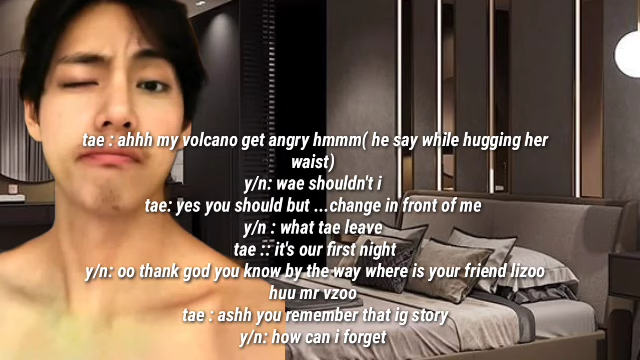 tae : ahhh my volcano get angry hmmm( he say while hugging her
waist)
y/n: wae shouldn't i
tae: yes you should but ...change in front of me
y/n : what tae leave
tae :: it's our first night
y/n: oo thank god you know by the way where is your friend lizoo
huu mr vzoo
tae : ashh you remember that ig story
y/n: how can i forget